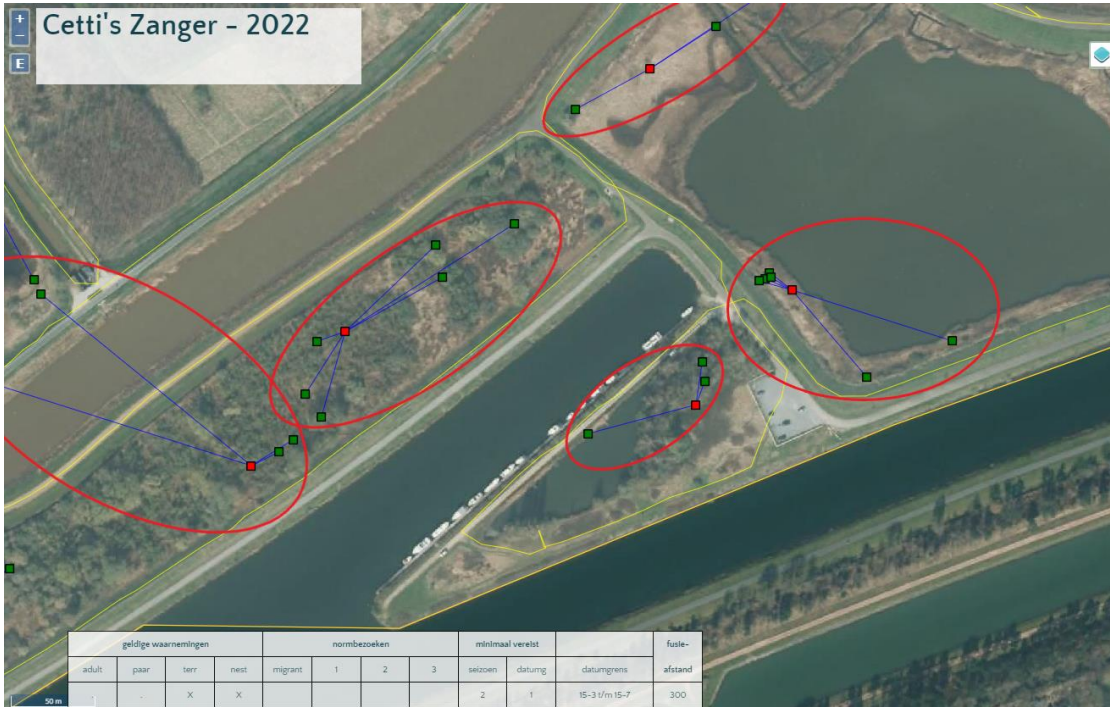 +
−
E
Cetti's Zanger – 2022
geldige waarnemingen normbezoeken minimaal vereist fusie-
adult paar terr nest migrant 1 2 3 seizoen datumg datumgrens afstand
. X X 2 1 15-3 t/m 15-7 300
50 m